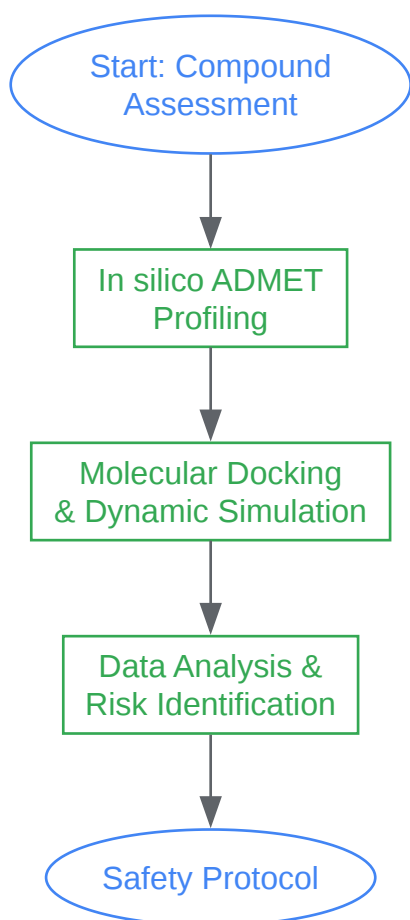 Start: Compound
Assessment
In silico ADMET
Profiling
Molecular Docking
& Dynamic Simulation
Data Analysis &
Risk Identification
Safety Protocol